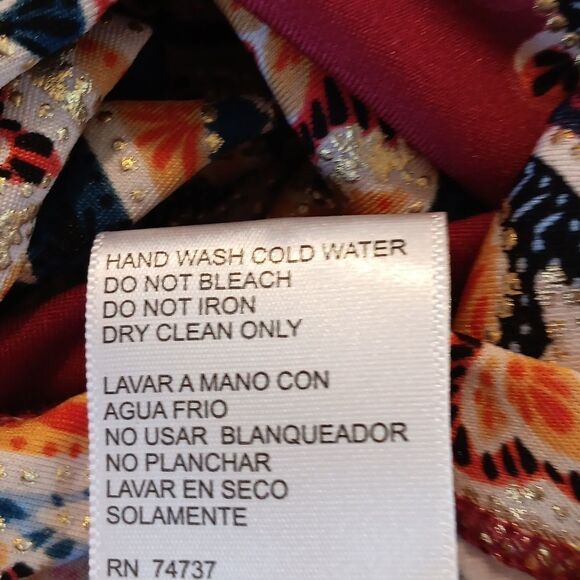 HAND WASH COLD WATER
DO NOT BLEACH
DO NOT IRON
DRY CLEAN ONLY
LAVAR A MANO CON
AGUA FRIO
NO USAR BLANQUEADOR
NO PLANCHAR
LAVAR EN SECO
SOLAMENTE
RN 74737